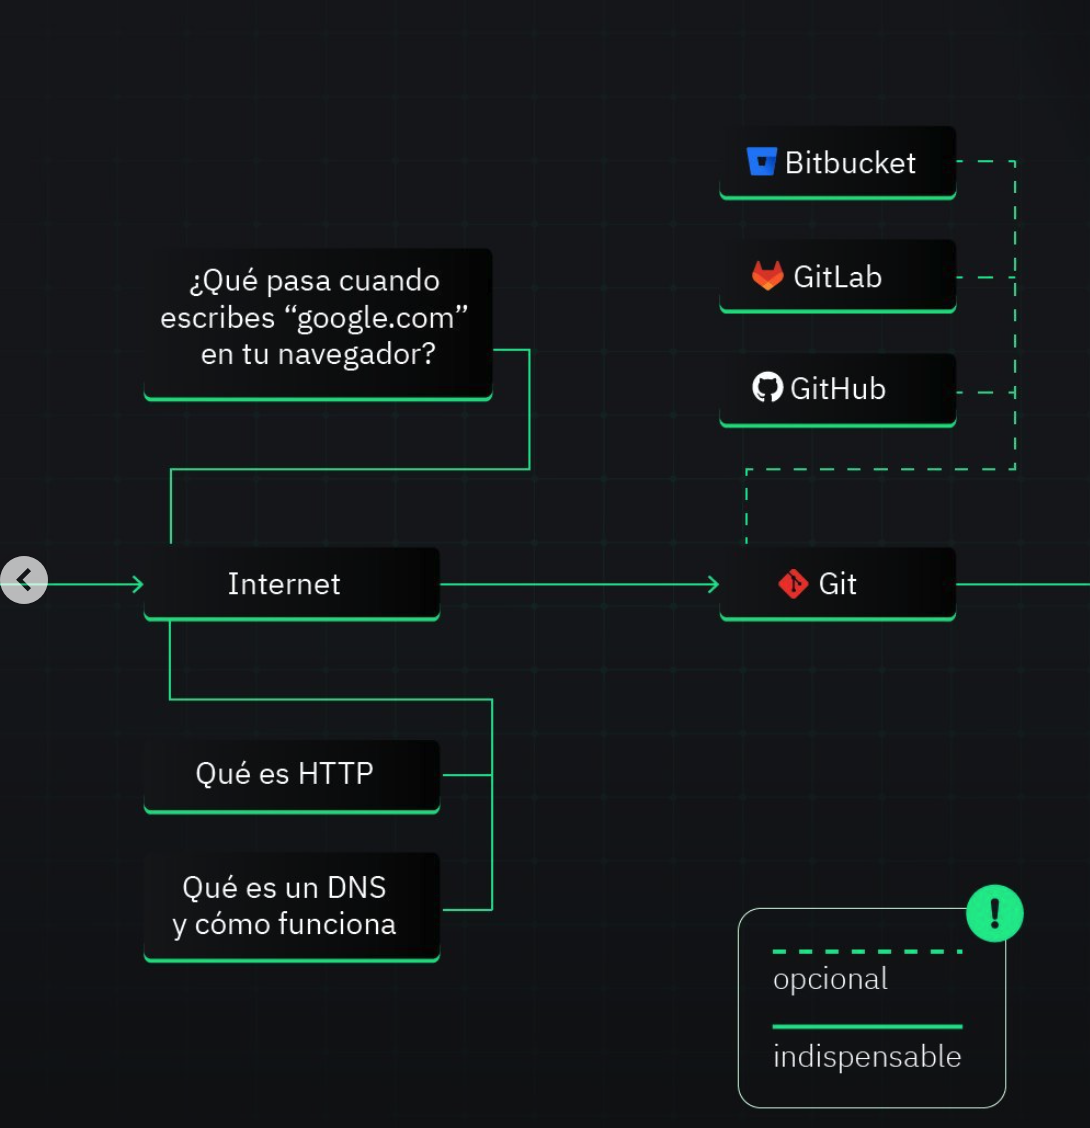 Bitbucket
GitLab
GitHub
¿Qué pasa cuando
escribes “google.com”
en tu navegador?
Internet
Git
Qué es HTTP
Qué es un DNS
y cómo funciona
!
opcional
indispensable